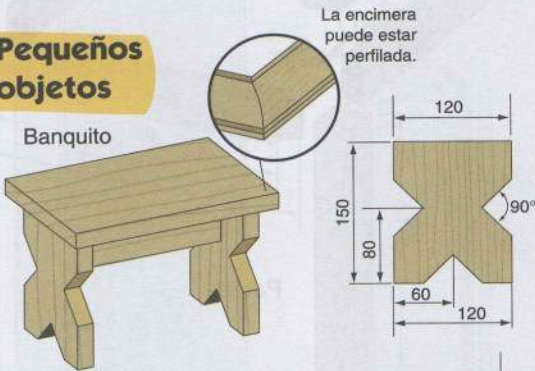 Pequeños
objetos
Banquito
La encimera
puede estar
perfilada.
120
150
80
90°
60
120